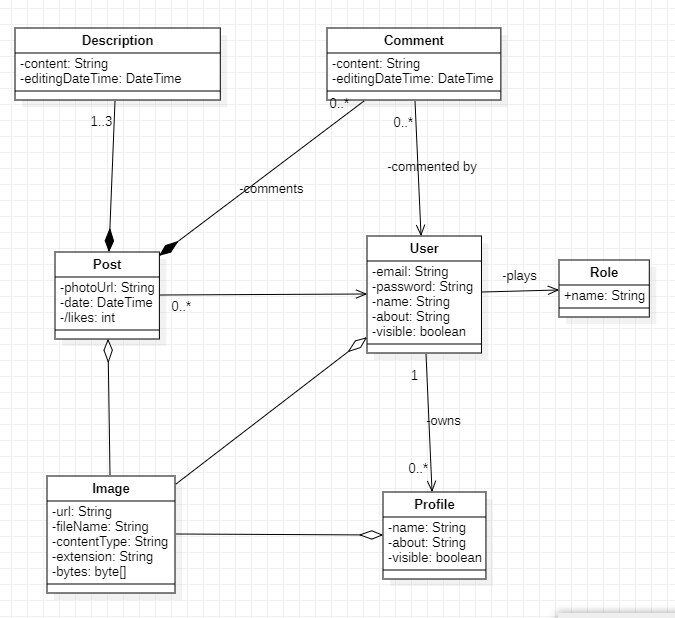 Description
-content: String
-editingDateTime: DateTime
Comment
-content: String
-editingDateTime: DateTime
1..3
0..*
0..*
-commented by
-comments
Post
-photoUrl: String
-date: DateTime
-/likes: int
0..*
User
-email: String
-password: String
-name: String
-about: String
-visible: boolean
-plays
Role
+name: String
1
-owns
0..*
Image
-url: String
-fileName: String
-contentType: String
-extension: String
-bytes: byte[]
Profile
-name: String
-about: String
-visible: boolean